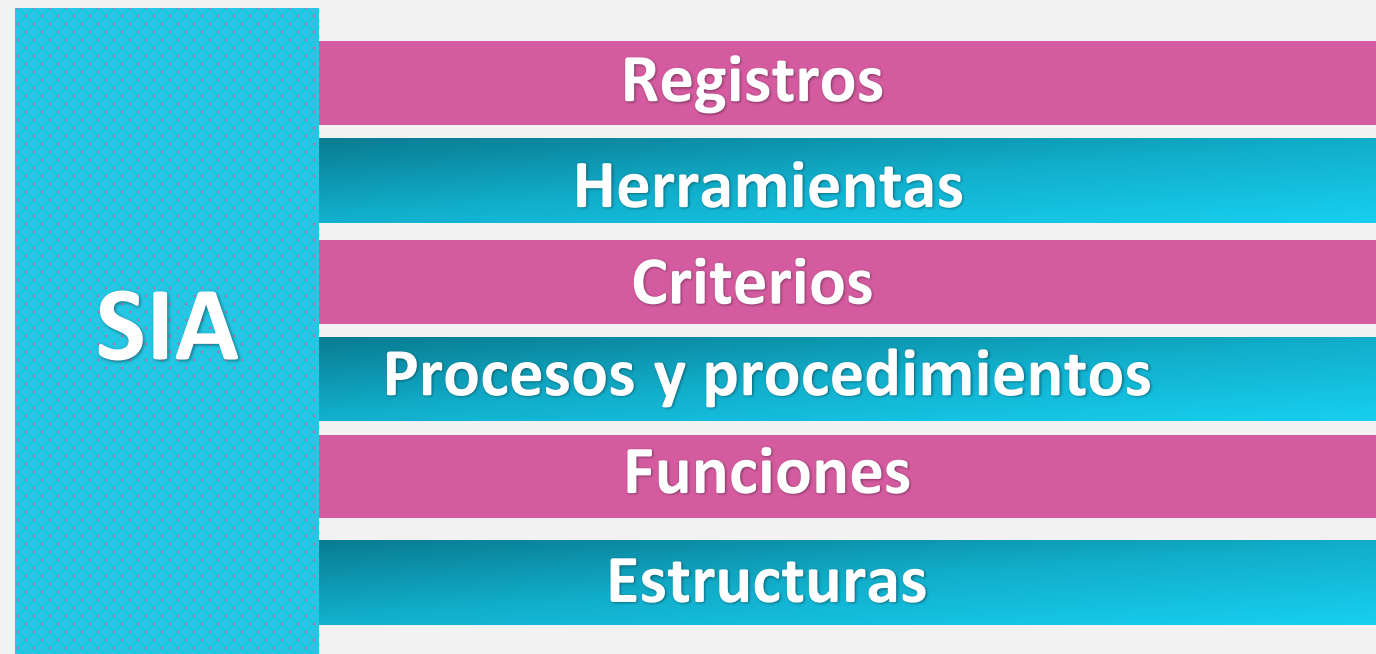 SIA
Registros
Herramientas
Criterios
Procesos y procedimientos
Funciones
Estructuras